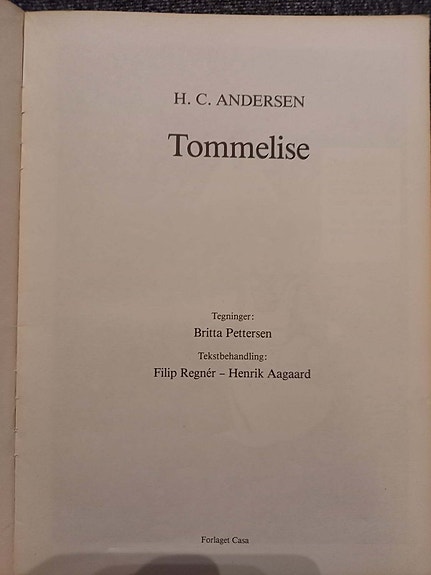 H. C. ANDERSEN
Tommelise
Tegninger:
Britta Pettersen
Tekstbehandling:
Filip Regnér – Henrik Aagaard
Forlaget Casa